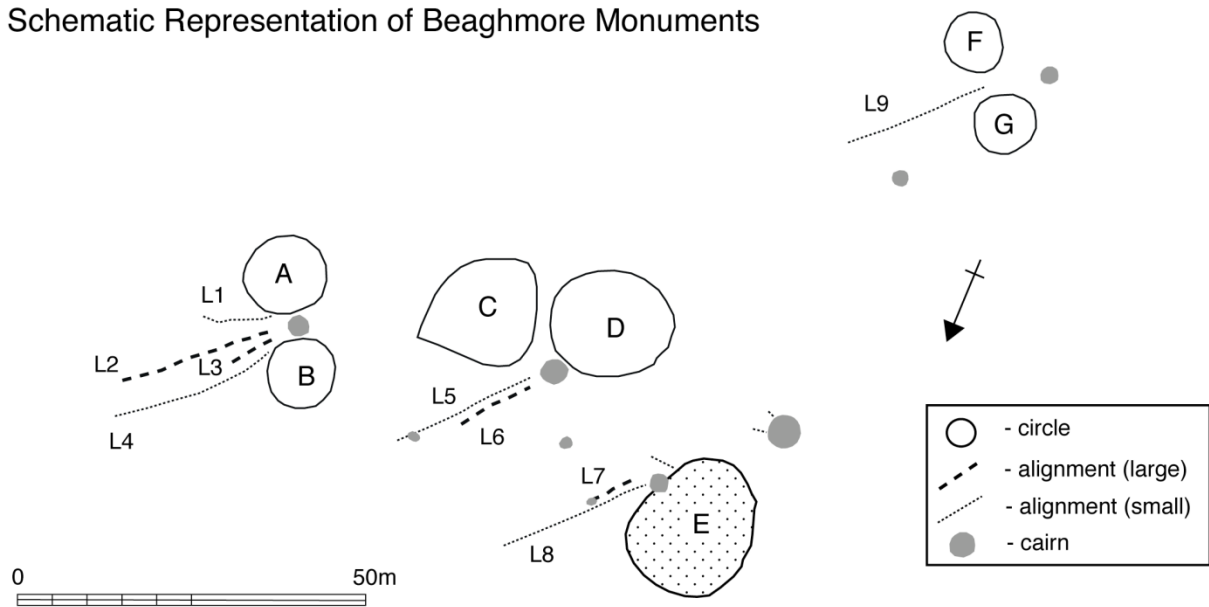 Schematic Representation of Beaghmore Monuments
F
L9
G
A
L1
C
D
L2
L3
B
L5
L4
L6
L7
E
L8
- circle
- alignment (large)
- alignment (small)
- cairn
0 50m